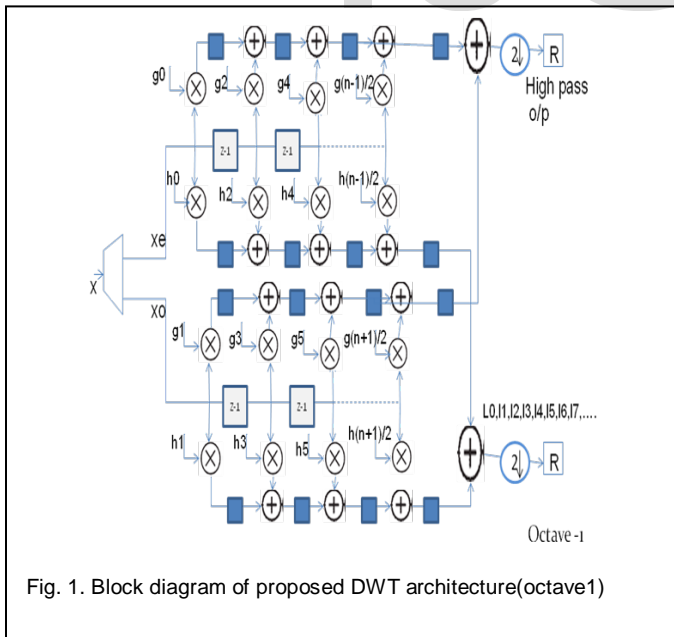 g0 g2 g4 g(n-1)/2
2↓ R
High pass
o/p
z-1 z-1
h0 h2 h4 h(n-1)/2
xe
X
xo
g1 g3 g5 g(n+1)/2
z-1 z-1
L0,l1,l2,l3,l4,l5,l6,l7,....
h1 h3 h5 h(n+1)/2
2↓ R
Octave -1
Fig. 1. Block diagram of proposed DWT architecture(octave1)